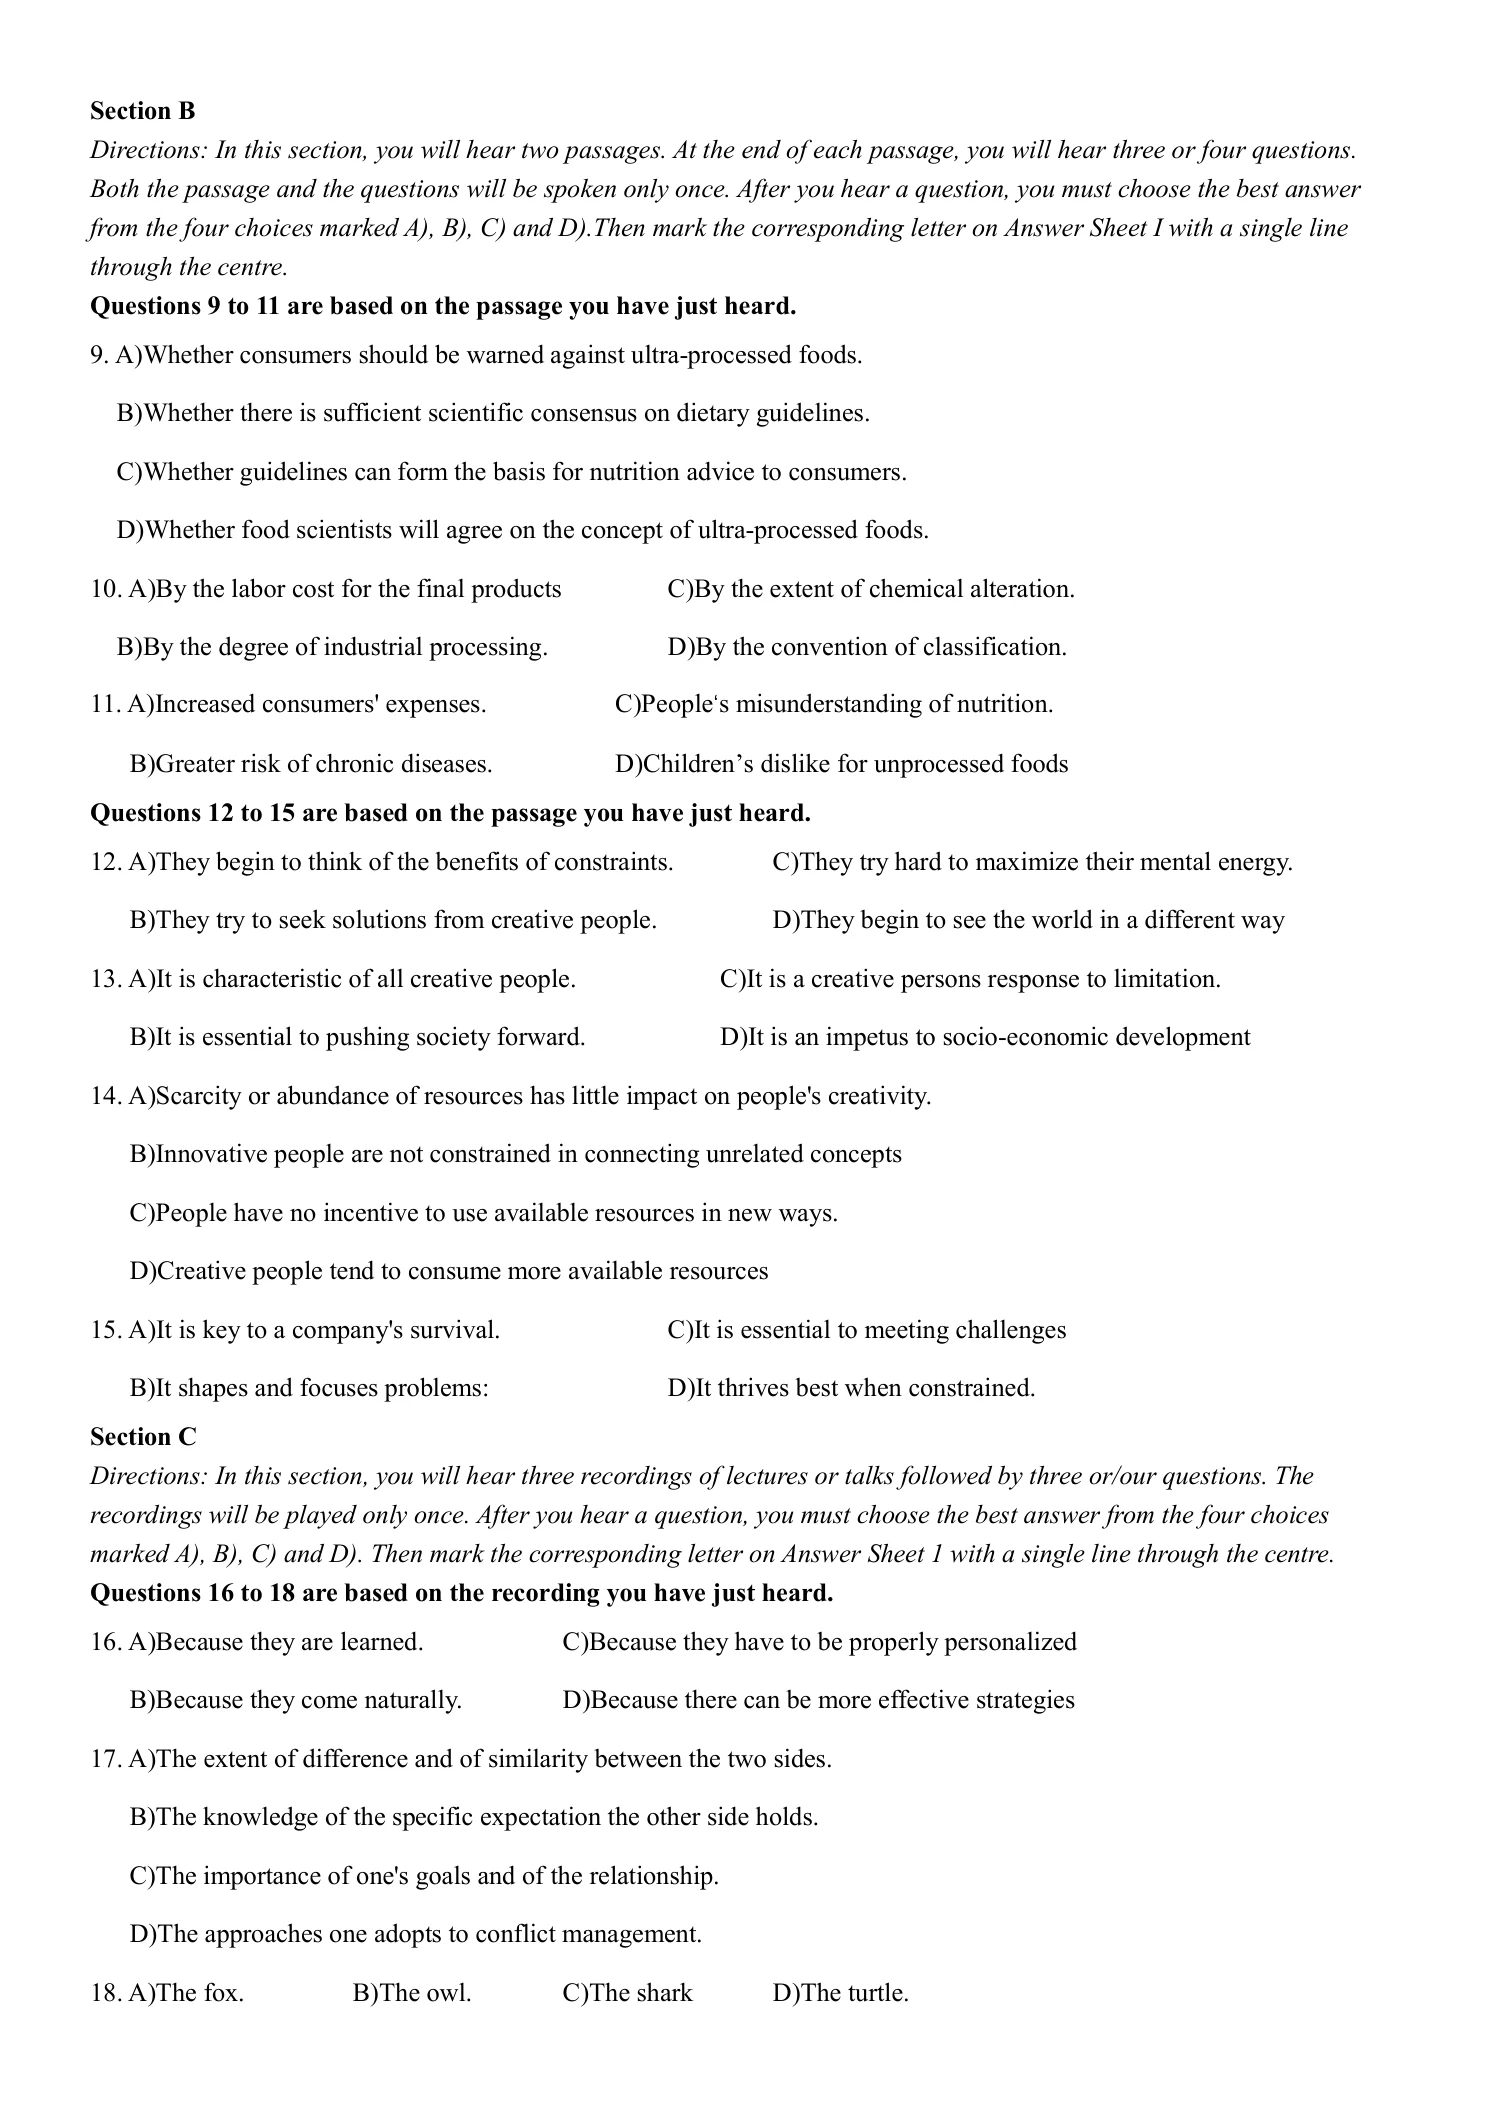 Section B
Directions: In this section, you will hear two passages. At the end of each passage, you will hear three or four questions.
Both the passage and the questions will be spoken only once. After you hear a question, you must choose the best answer
from the four choices marked A), B), C) and D).Then mark the corresponding letter on Answer Sheet I with a single line
through the centre.
Questions 9 to 11 are based on the passage you have just heard.
9. A)Whether consumers should be warned against ultra-processed foods.
B)Whether there is sufficient scientific consensus on dietary guidelines.
C)Whether guidelines can form the basis for nutrition advice to consumers.
D)Whether food scientists will agree on the concept of ultra-processed foods.
10. A)By the labor cost for the final products C)By the extent of chemical alteration.
B)By the degree of industrial processing. D)By the convention of classification.
11. A)Increased consumers' expenses. C)People‘s misunderstanding of nutrition.
B)Greater risk of chronic diseases. D)Children’s dislike for unprocessed foods
Questions 12 to 15 are based on the passage you have just heard.
12. A)They begin to think of the benefits of constraints. C)They try hard to maximize their mental energy.
B)They try to seek solutions from creative people. D)They begin to see the world in a different way
13. A)It is characteristic of all creative people. C)It is a creative persons response to limitation.
B)It is essential to pushing society forward. D)It is an impetus to socio-economic development
14. A)Scarcity or abundance of resources has little impact on people's creativity.
B)Innovative people are not constrained in connecting unrelated concepts
C)People have no incentive to use available resources in new ways.
D)Creative people tend to consume more available resources
15. A)It is key to a company's survival. C)It is essential to meeting challenges
B)It shapes and focuses problems: D)It thrives best when constrained.
Section C
Directions: In this section, you will hear three recordings of lectures or talks followed by three or/our questions. The
recordings will be played only once. After you hear a question, you must choose the best answer from the four choices
marked A), B), C) and D). Then mark the corresponding letter on Answer Sheet 1 with a single line through the centre.
Questions 16 to 18 are based on the recording you have just heard.
16. A)Because they are learned. C)Because they have to be properly personalized
B)Because they come naturally. D)Because there can be more effective strategies
17. A)The extent of difference and of similarity between the two sides.
B)The knowledge of the specific expectation the other side holds.
C)The importance of one's goals and of the relationship.
D)The approaches one adopts to conflict management.
18. A)The fox. B)The owl. C)The shark D)The turtle.